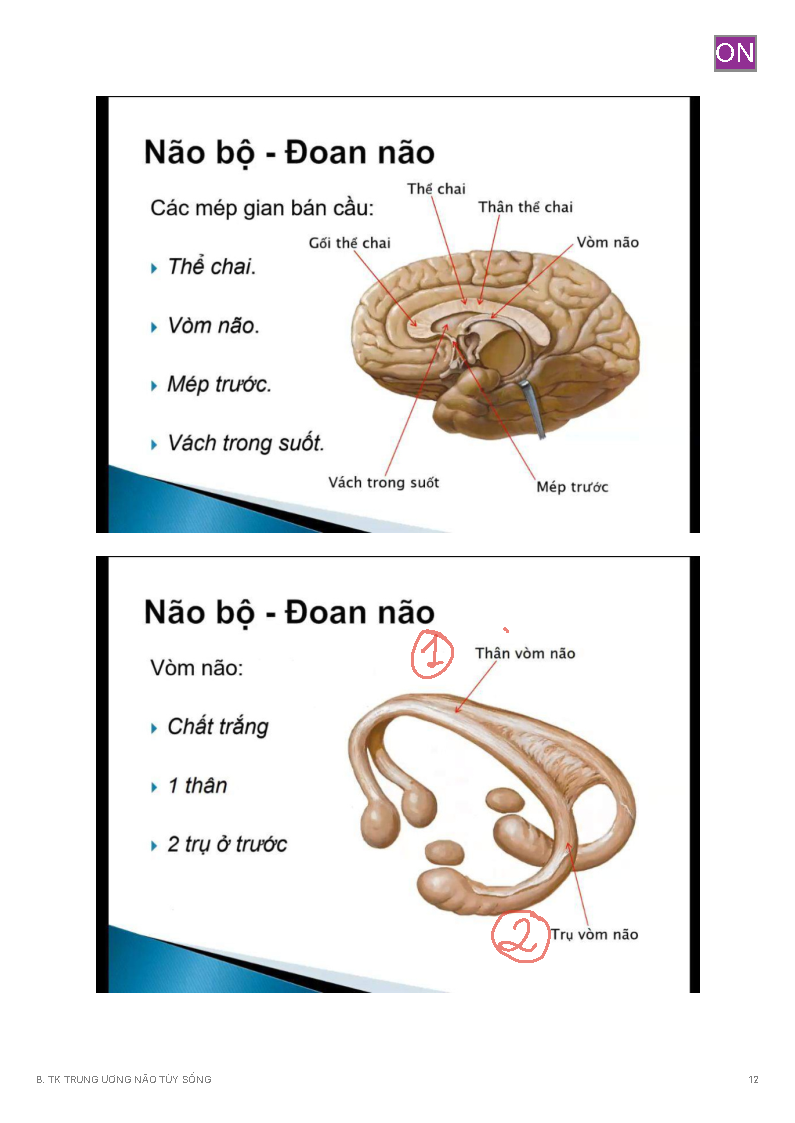 ON
Não bộ - Đoan não
Các mép gian bán cầu:
Thể chai.
Vòm não.
Mép trước.
Vách trong suốt.
Thể chai
Thân thể chai
Gối thể chai
Vòm não
Vách trong suốt
Mép trước
Não bộ - Đoan não
Vòm não:
Chất trắng
1 thân
2 trụ ở trước
1
Thân vòm não
2
Trụ vòm não
B. TK TRUNG ƯƠNG NÃO TỦY SỐNG
12